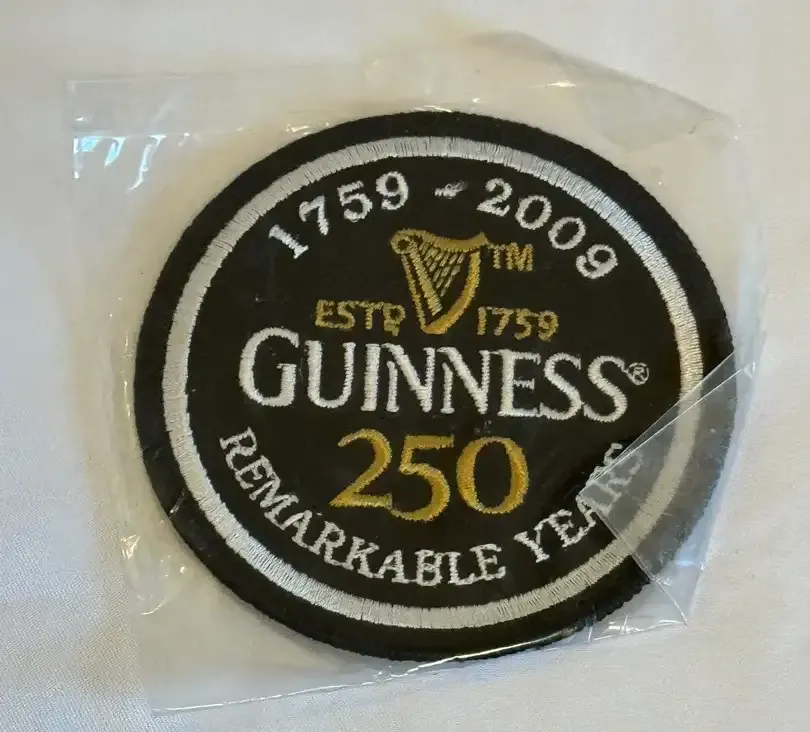 1759 - 2009
TM
ESTD 1759
GUINNESS®
250
REMARKABLE YEARS